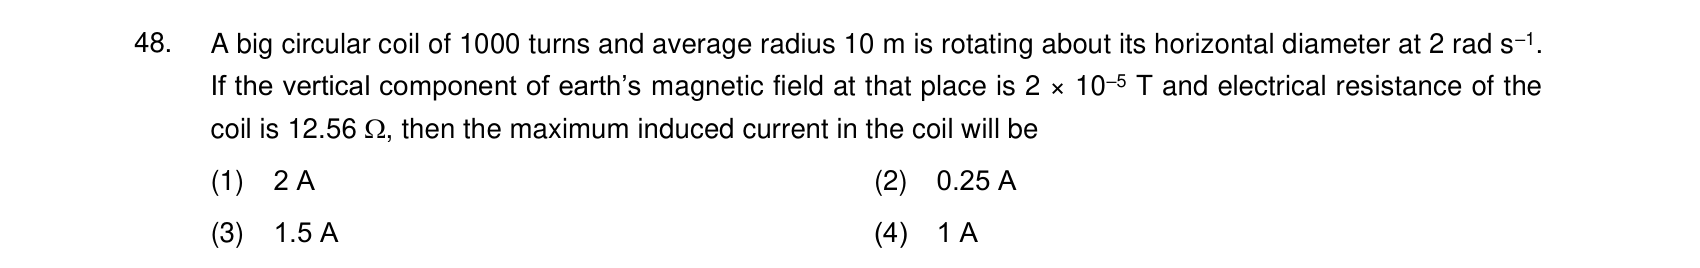 48. A big circular coil of 1000 turns and average radius 10 m is rotating about its horizontal diameter at 2 rad s⁻¹.
If the vertical component of earth's magnetic field at that place is 2 × 10⁻⁵ T and electrical resistance of the
coil is 12.56 Ω, then the maximum induced current in the coil will be
(1) 2 A (2) 0.25 A
(3) 1.5 A (4) 1 A